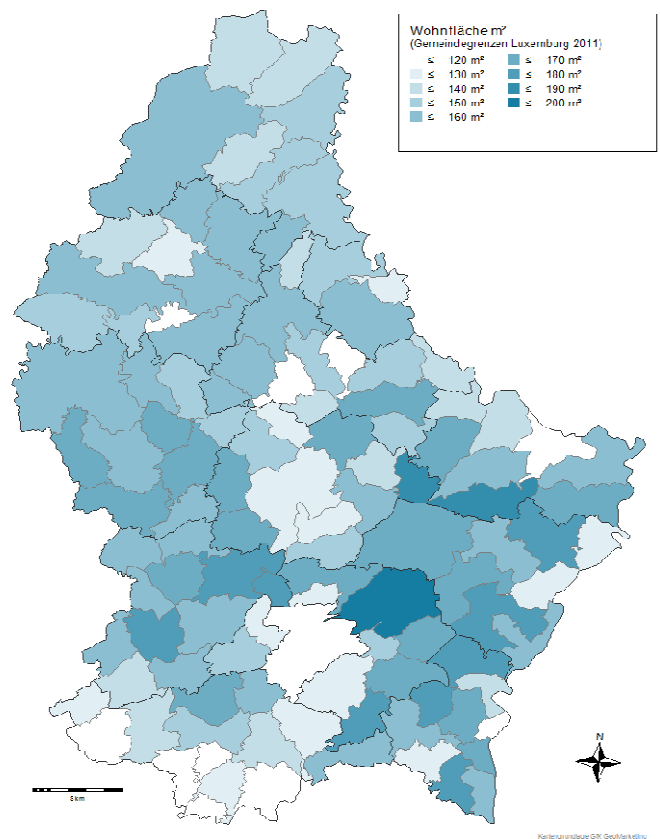 Wohnfläche m²
(Gemeindegrenzen Luxemburg 2011)
≤ 120 m² ≤ 170 m²
≤ 130 m² ≤ 180 m²
≤ 140 m² ≤ 190 m²
≤ 150 m² ≤ 200 m²
≤ 160 m²
N
8km
Kartengrundlage GfK GeoMarketing